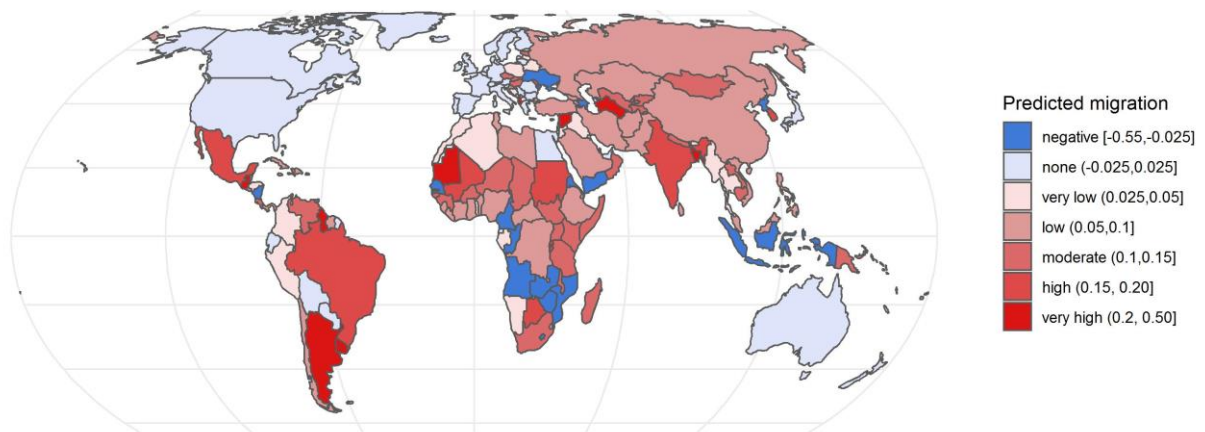 Predicted migration
negative [-0.55,-0.025]
none (-0.025,0.025]
very low (0.025,0.05]
low (0.05,0.1]
moderate (0.1,0.15]
high (0.15, 0.20]
very high (0.2, 0.50]